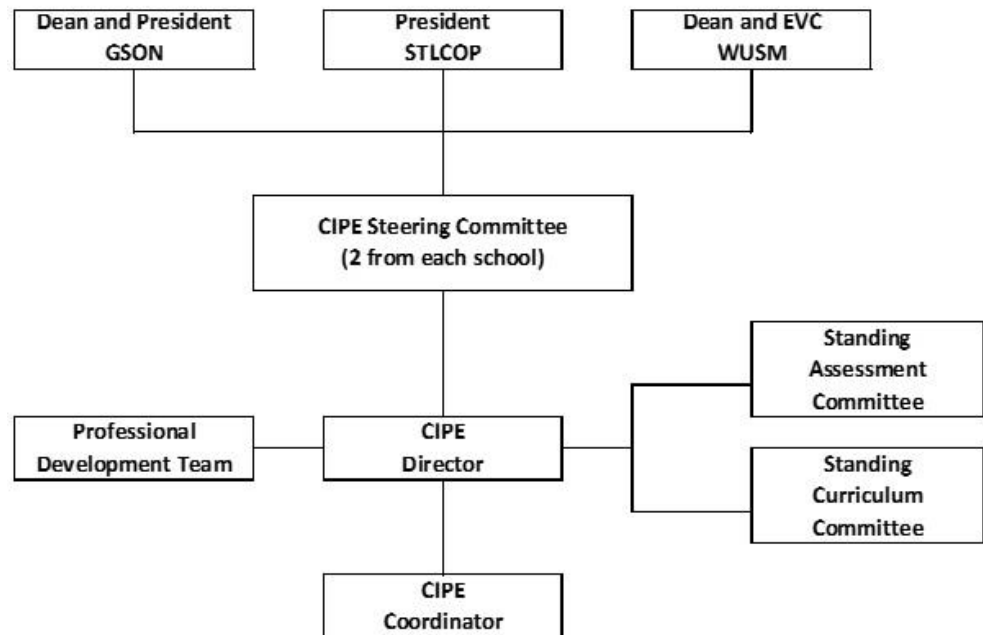 Dean and President
GSON
President
STLCOP
Dean and EVC
WUSM
CIPE Steering Committee
(2 from each school)
Standing
Assessment
Committee
Professional
Development Team
CIPE
Director
Standing
Curriculum
Committee
CIPE
Coordinator